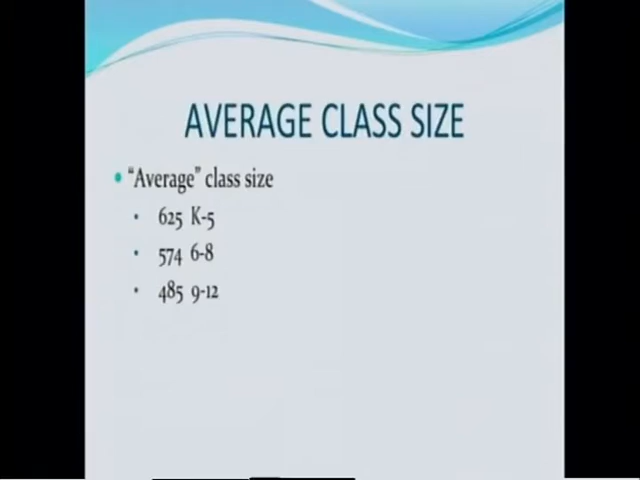 AVERAGE CLASS SIZE
• “Average” class size
• 625 K-5
• 574 6-8
• 485 9-12